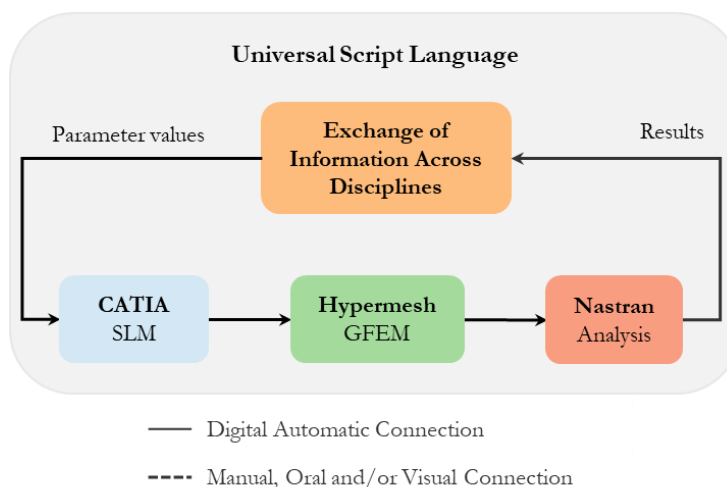 Universal Script Language
Parameter values
Exchange of
Information Across
Disciplines
Results
CATIA
SLM
Hypermesh
GFEM
Nastran
Analysis
Digital Automatic Connection
Manual, Oral and/or Visual Connection